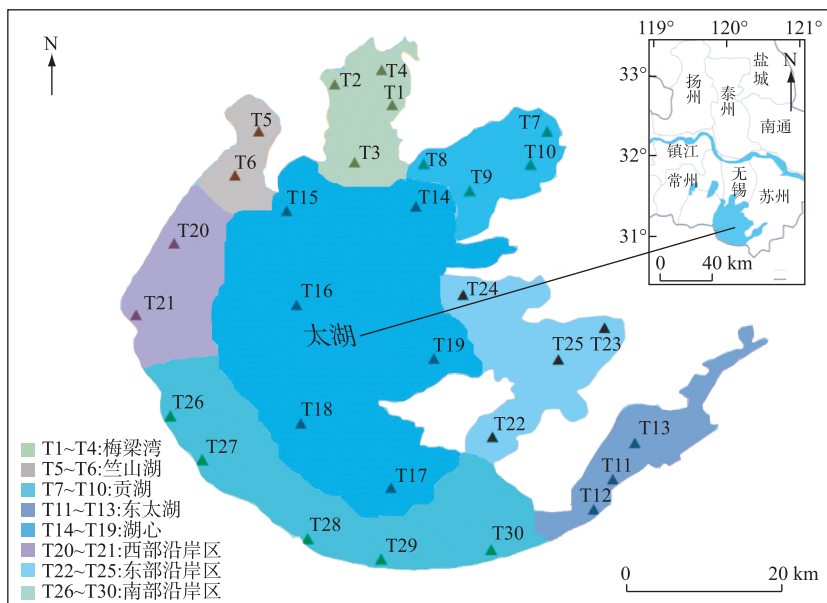 N
T4
T2
T1
T3
T5
T6
T7
T8
T10
T9
T15
T14
T20
T16
T21
太湖
T24
T23
T19
T25
T26
T18
T22
T13
T27
T11
T17
T12
T28
T30
T29
119°
120°
121°
N
33°
32°
31°
盐城
扬州
泰州
南通
镇江
常州
无锡
苏州
0 40 km
T1~T4:梅梁湾
T5~T6:竺山湖
T7~T10:贡湖
T11~T13:东太湖
T14~T19:湖心
T20~T21:西部沿岸区
T22~T25:东部沿岸区
T26~T30:南部沿岸区
0 20 km